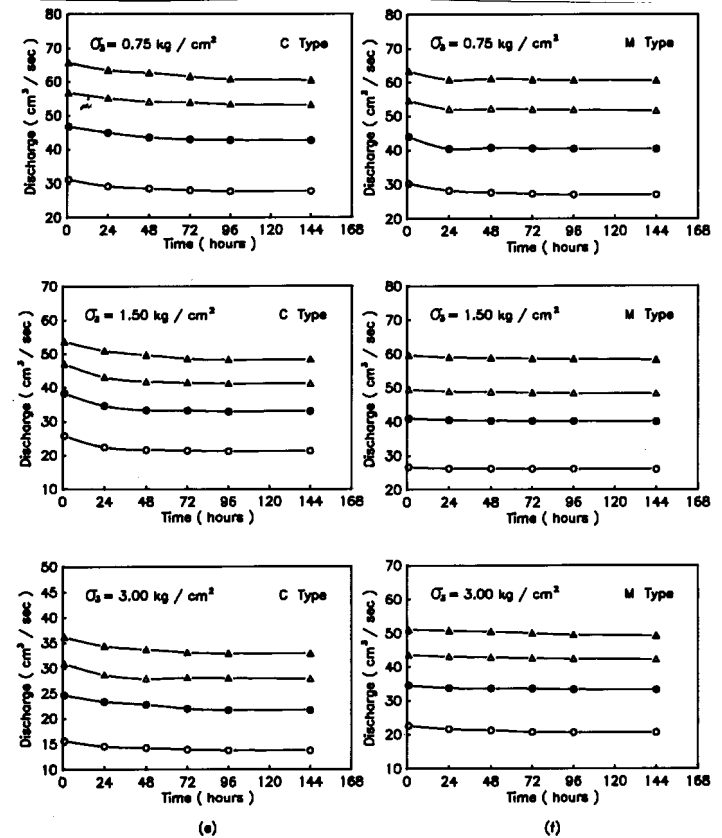 80
70
60
50
40
30
20
Discharge ( cm³ / sec)
σ₃ = 0.75 kg / cm²
C Type
0 24 48 72 96 120 144 168
Time ( hours )
80
70
60
50
40
30
20
Discharge ( cm³ / sec)
σ₃ = 0.75 kg / cm²
M Type
0 24 48 72 96 120 144 168
Time ( hours )
70
60
50
40
30
20
10
Discharge ( cm³ / sec)
σ₃ = 1.50 kg / cm²
C Type
0 24 48 72 96 120 144 168
Time ( hours )
80
70
60
50
40
30
20
Discharge ( cm³ / sec)
σ₃ = 1.50 kg / cm²
M Type
0 24 48 72 96 120 144 168
Time ( hours )
50
45
40
35
30
25
20
15
10
Discharge ( cm³ / sec)
σ₃ = 3.00 kg / cm²
C Type
0 24 48 72 96 120 144 168
Time ( hours )
70
60
50
40
30
20
10
Discharge ( cm³ / sec)
σ₃ = 3.00 kg / cm²
M Type
0 24 48 72 96 120 144 168
Time ( hours )
(e)
(f)